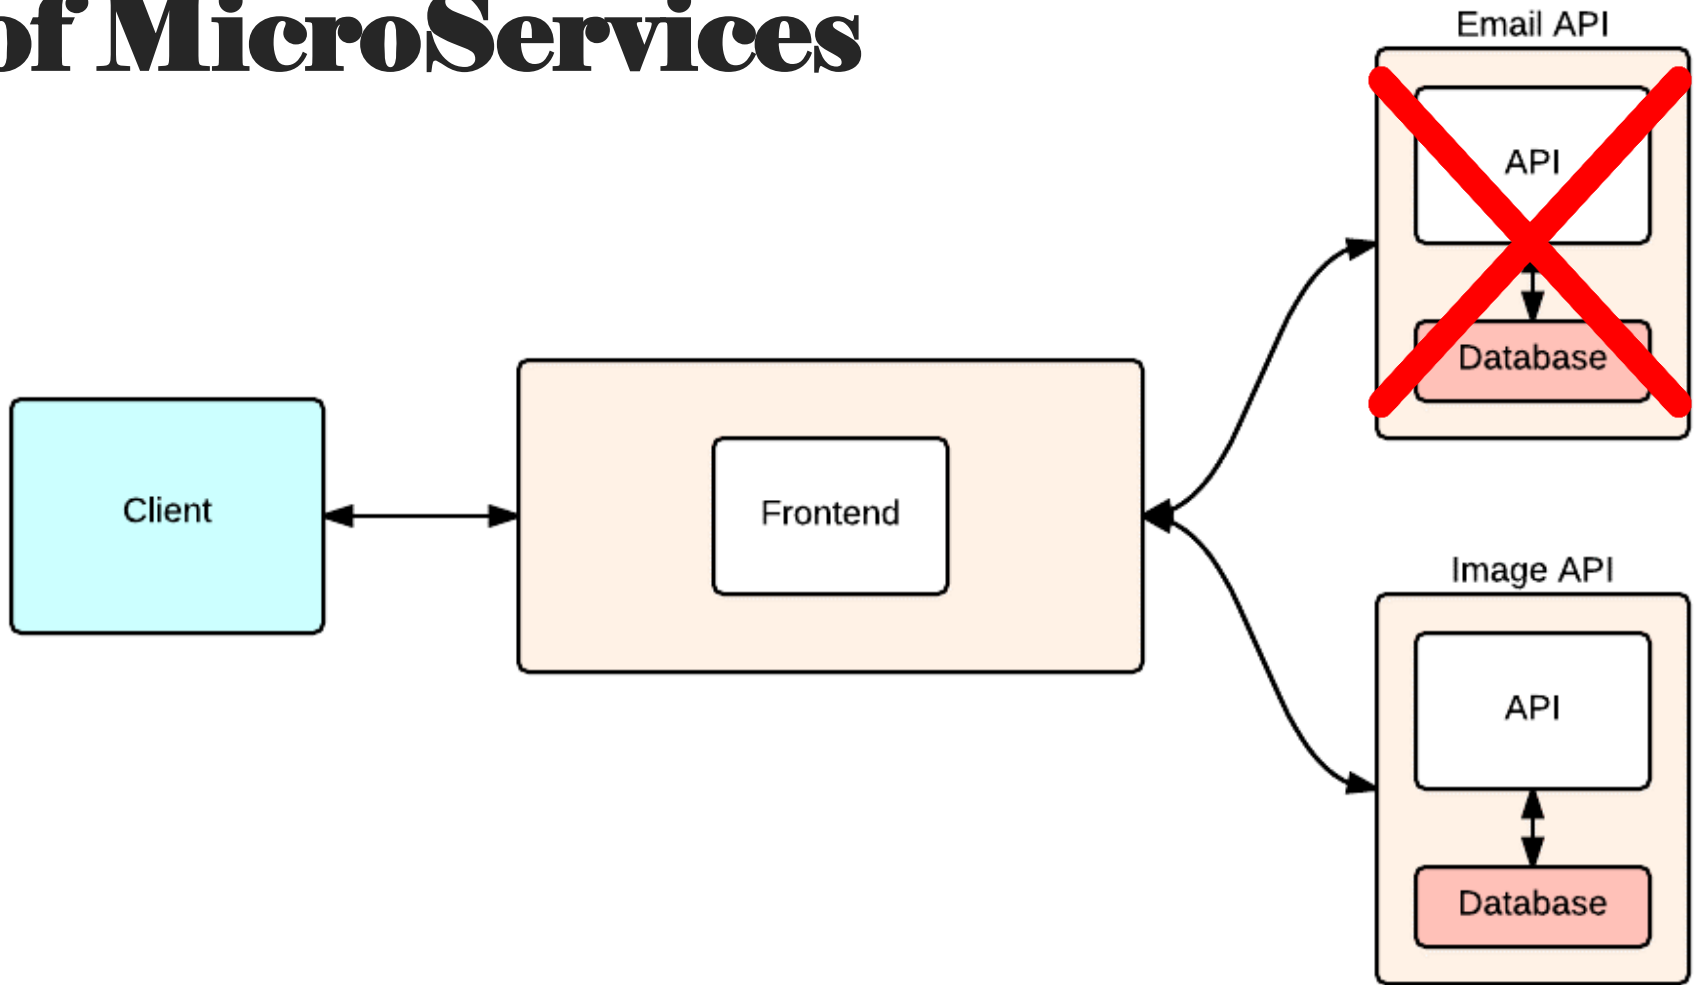 of MicroServices
Email API
API
Database
Client
Frontend
Image API
API
Database